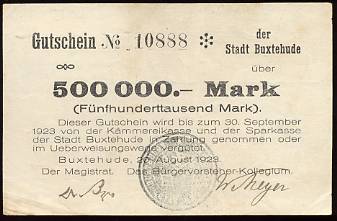 Gutschein № 10888 ※ der
Stadt Buxtehude
über
500 000.- Mark
(Fünfhunderttausend Mark).
Dieser Gutschein wird bis zum 30. September
1923 von der Kämmereikasse und der Sparkasse
der Stadt Buxtehude in Zahlung genommen oder
im Ueberweisungswege vergütet.
Buxtehude, 20. August 1923.
Der Magistrat. Das Bürgervorsteher-Kollegium.
W. Meyer